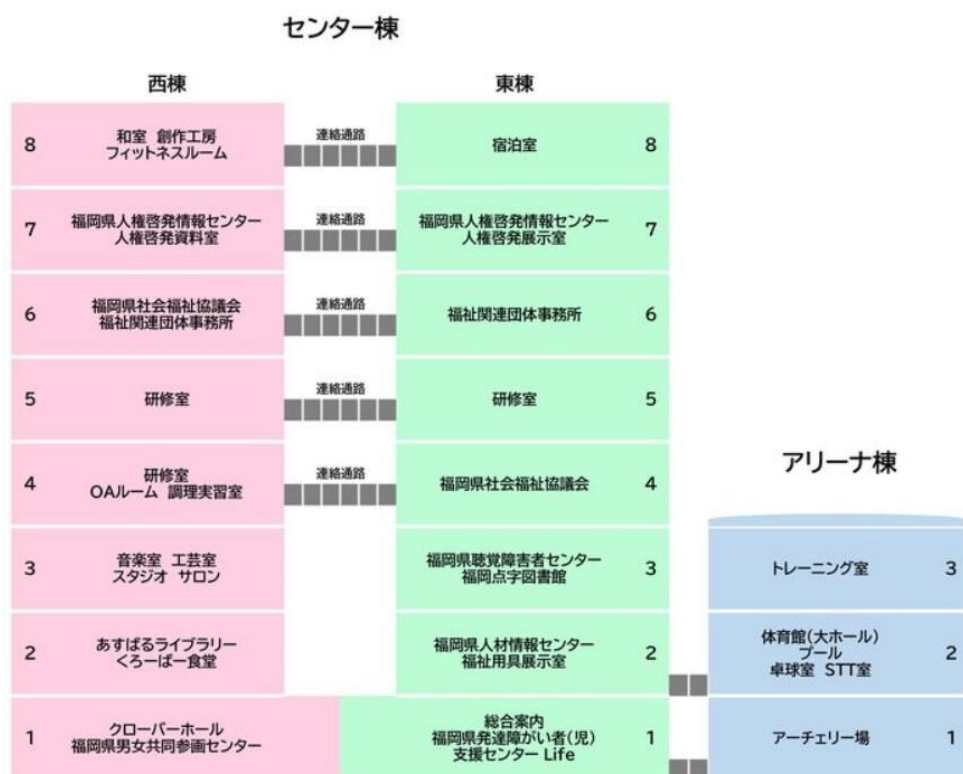 センター棟
西棟
東棟
8
和室 創作工房
フィットネスルーム
連絡通路
宿泊室
8
7
福岡県人権啓発情報センター
人権啓発資料室
連絡通路
福岡県人権啓発情報センター
人権啓発展示室
7
6
福岡県社会福祉協議会
福祉関連団体事務所
連絡通路
福祉関連団体事務所
6
5
研修室
連絡通路
研修室
5
アリーナ棟
4
研修室
OAルーム 調理実習室
連絡通路
福岡県社会福祉協議会
4
3
音楽室 工芸室
スタジオ サロン
福岡県聴覚障害者センター
福岡点字図書館
3
トレーニング室
3
2
あすばるライブラリー
くろーばー食堂
福岡県人材情報センター
福祉用具展示室
2
体育館(大ホール)
プール
卓球室 STT室
2
1
クローバーホール
福岡県男女共同参画センター
総合案内
福岡県発達障がい者(児)
支援センター Life
1
アーチェリー場
1